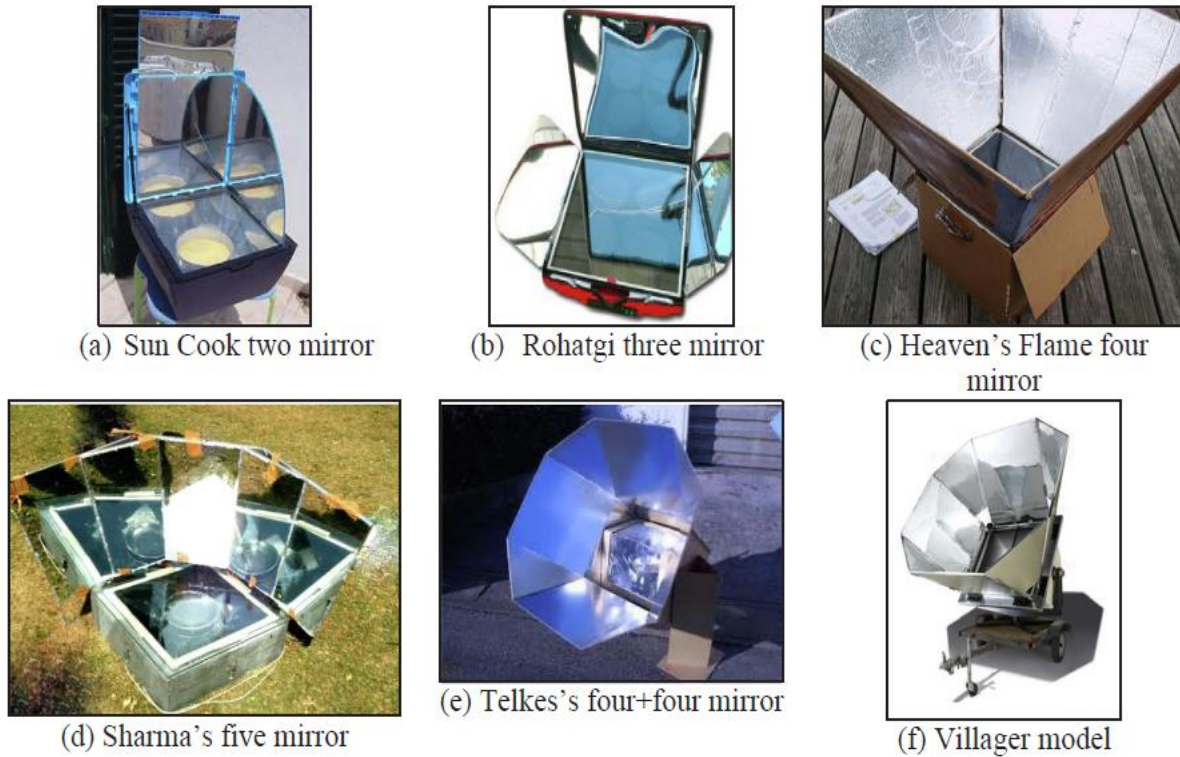 (a) Sun Cook two mirror
(b) Rohatgi three mirror
(c) Heaven's Flame four
mirror
(d) Sharma's five mirror
(e) Telkes's four+four mirror
(f) Villager model